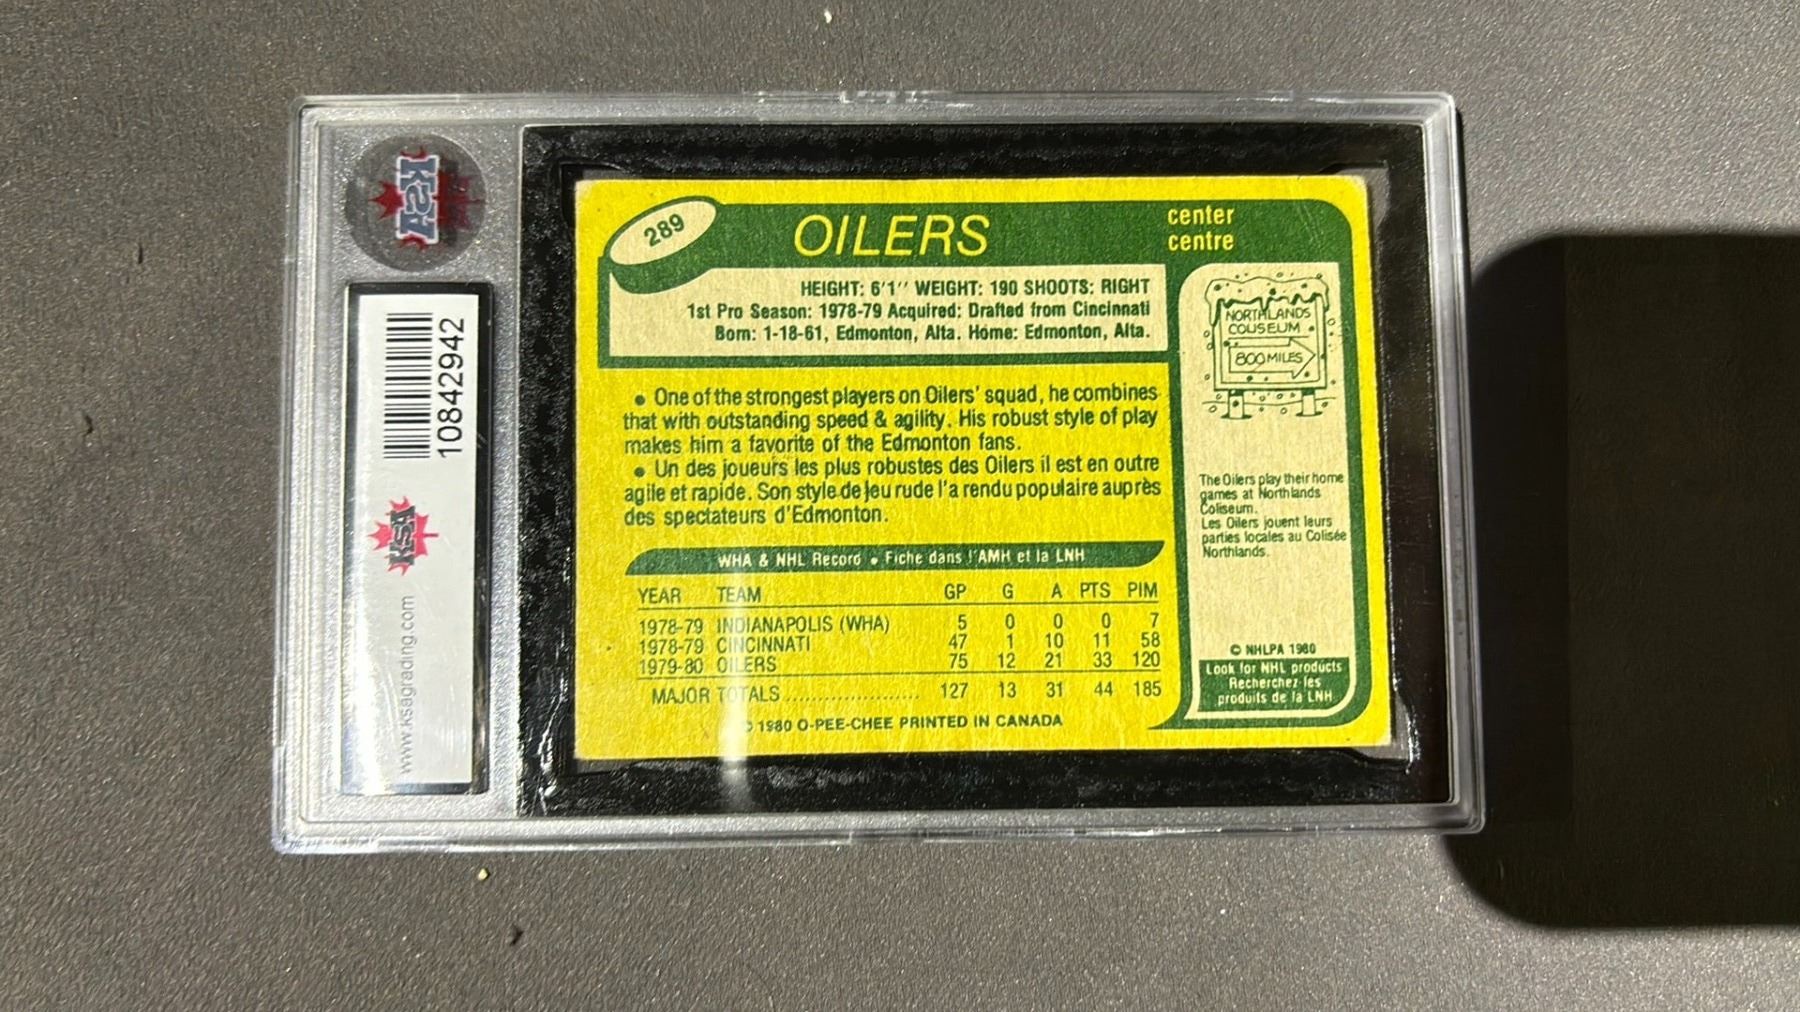 KSA
10842942
KSA
www.ksagrading.com
289
OILERS
center
centre
HEIGHT: 6'1'' WEIGHT: 190 SHOOTS: RIGHT
1st Pro Season: 1978-79 Acquired: Drafted from Cincinnati
Born: 1-18-61, Edmonton, Alta. Home: Edmonton, Alta.
• One of the strongest players on Oilers' squad, he combines
that with outstanding speed & agility. His robust style of play
makes him a favorite of the Edmonton fans.
• Un des joueurs les plus robustes des Oilers il est en outre
agile et rapide. Son style de jeu rude l'a rendu populaire auprès
des spectateurs d'Edmonton.
WHA & NHL Record • Fiche dans l'AMH et la LNH
YEAR TEAM GP G A PTS PIM
1978-79 INDIANAPOLIS (WHA) 5 0 0 0 7
1978-79 CINCINNATI 47 1 10 11 58
1979-80 OILERS 75 12 21 33 120
MAJOR TOTALS .................... 127 13 31 44 185
© 1980 O-PEE-CHEE PRINTED IN CANADA
NORTHLANDS
COLISEUM
800 MILES
The Oilers play their home
games at Northlands
Coliseum.
Les Oilers jouent leurs
parties locales au Colisée
Northlands.
© NHLPA 1980
Look for NHL products
Recherchez les
produits de la LNH